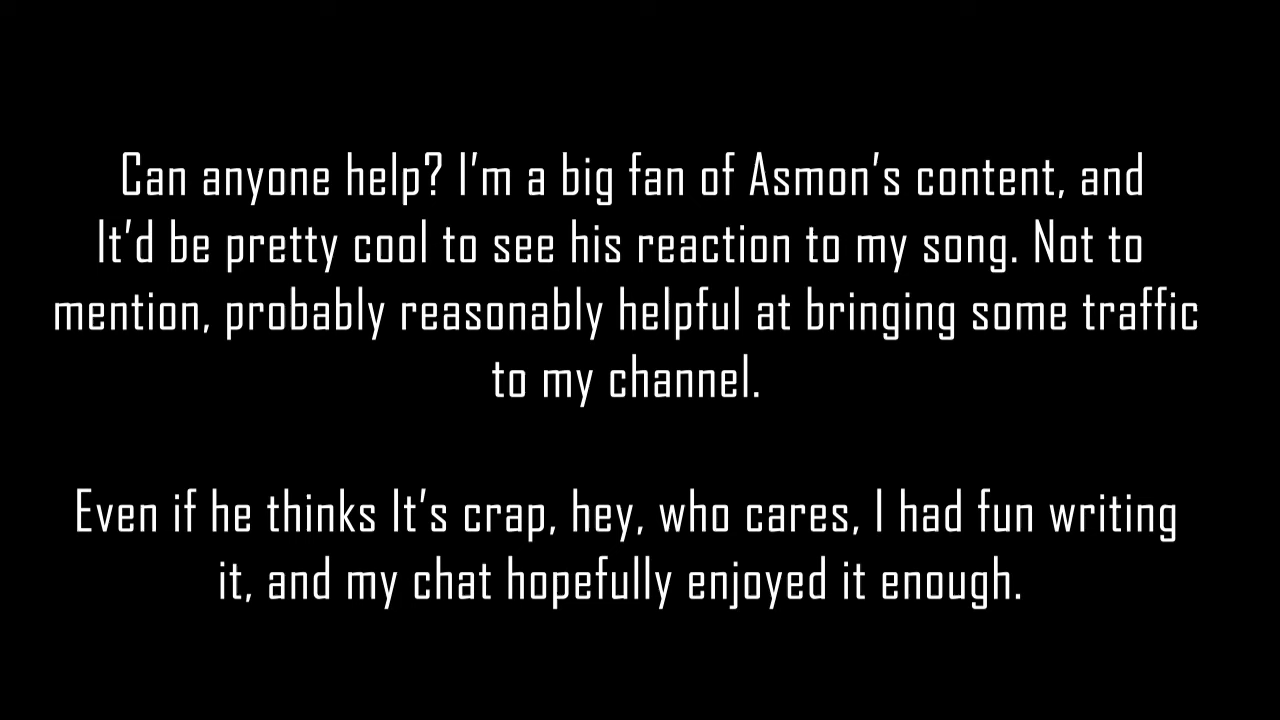 Can anyone help? I'm a big fan of Asmon's content, and
It'd be pretty cool to see his reaction to my song. Not to
mention, probably reasonably helpful at bringing some traffic
to my channel.
Even if he thinks It's crap, hey, who cares, I had fun writing
it, and my chat hopefully enjoyed it enough.